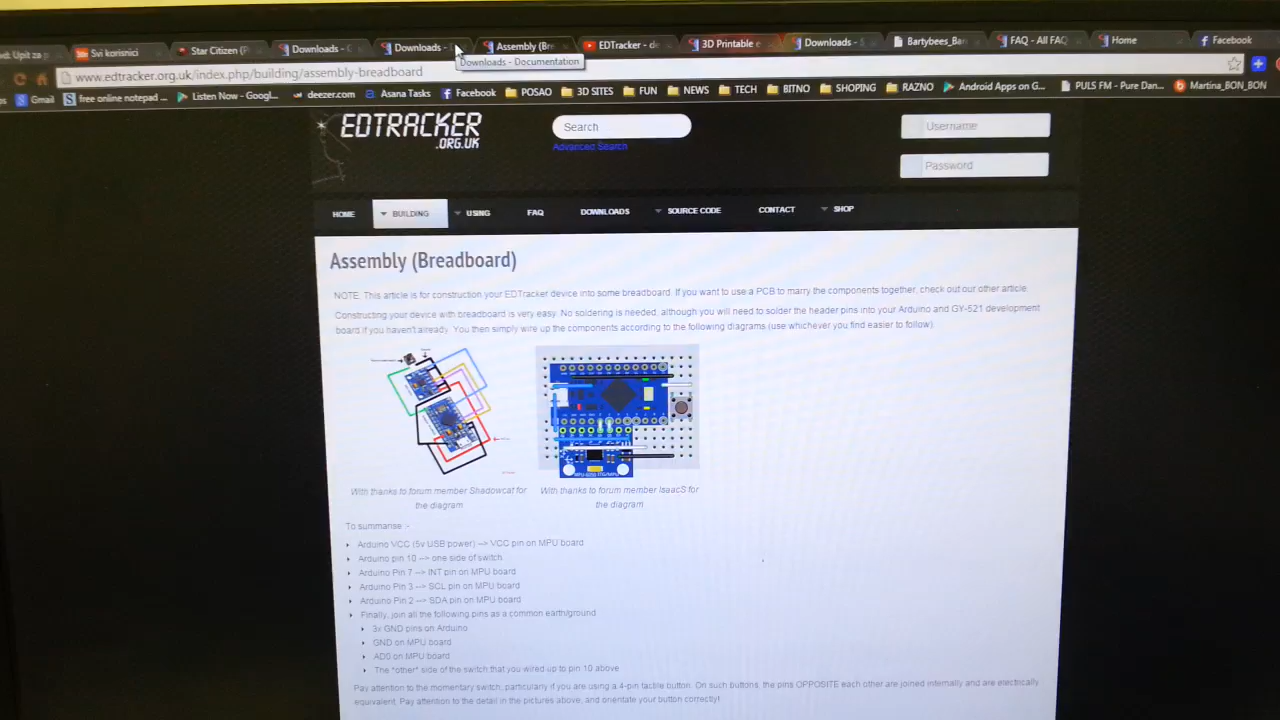 Upit za
Svi korisnici
Star Citizen (P
Downloads -
Downloads -
Assembly (Bre
EDTracker - de
3D Printable e
Downloads - S
Bartybees_Bar
FAQ - All FAQ
Home
Facebook
Downloads - Documentation
www.edtracker.org.uk/index.php/building/assembly-breadboard
Gmail
free online notepad ...
Listen Now - Googl...
deezer.com
Asana Tasks
Facebook
POSAO
3D SITES
FUN
NEWS
TECH
BITNO
SHOPING
RAZNO
Android Apps on G...
PULS FM - Pure Dan...
Martina_BON_BON
EDTRACKER
.ORG.UK
Search
Advanced Search
Username
Password
HOME
BUILDING
USING
FAQ
DOWNLOADS
SOURCE CODE
CONTACT
SHOP
Assembly (Breadboard)
NOTE: This article is for construction your EDTracker device into some breadboard. If you want to use a PCB to marry the components together, check out our other article.
Constructing your device with breadboard is very easy. No soldering is needed, although you will need to solder the header pins into your Arduino and GY-521 development
board if you haven't already. You then simply wire up the components according to the following diagrams (use whichever you find easier to follow).
With thanks to forum member Shadowcaf for
the diagram
With thanks to forum member IsaacS for
the diagram
To summarise :-
Arduino VCC (5v USB power) --> VCC pin on MPU board
Arduino pin 10 --> one side of switch
Arduino Pin 7 --> INT pin on MPU board
Arduino Pin 3 --> SCL pin on MPU board
Arduino Pin 2 --> SDA pin on MPU board
Finally, join all the following pins as a common earth/ground
3x GND pins on Arduino
GND on MPU board
AD0 on MPU board
The "other" side of the switch that you wired up to pin 10 above
Pay attention to the momentary switch, particularly if you are using a 4-pin tactile button. On such buttons, the pins OPPOSITE each other are joined internally and are electrically
equivalent. Pay attention to the detail in the pictures above, and orientate your button correctly!